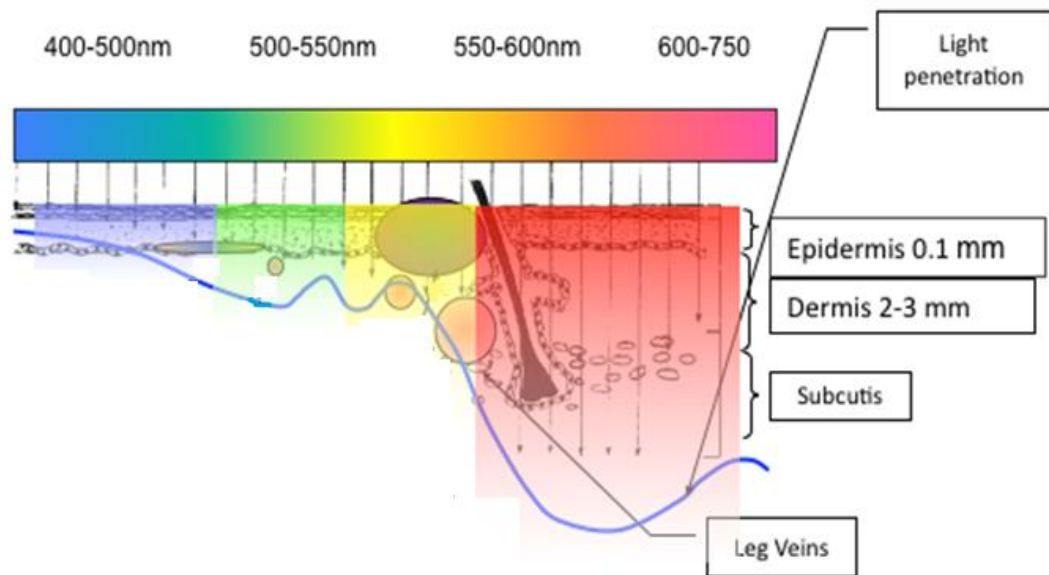 400-500nm 500-550nm 550-600nm 600-750
Light
penetration
Epidermis 0.1 mm
Dermis 2-3 mm
Subcutis
Leg Veins